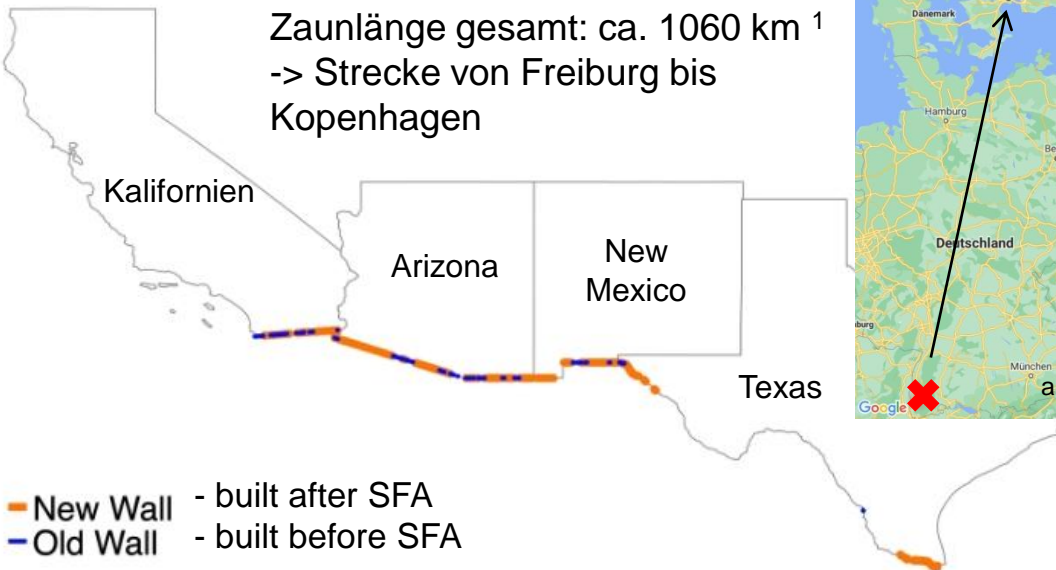 Zaunlänge gesamt: ca. 1060 km ¹
-> Strecke von Freiburg bis
Kopenhagen
Dänemark
Hamburg
Deutschland
München
Google
a
Kalifornien
Arizona
New
Mexico
Texas
New Wall - built after SFA
Old Wall - built before SFA